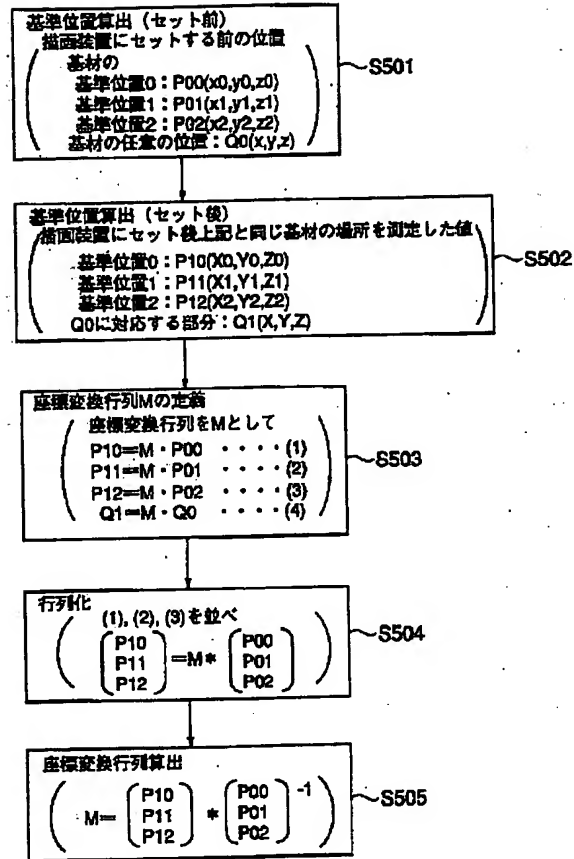 基準位置算出（セット前）
描画装置にセットする前の位置
基材の
基準位置0：P00(x0,y0,z0)
基準位置1：P01(x1,y1,z1)
基準位置2：P02(x2,y2,z2)
基材の任意の位置：Q0(x,y,z)
S501
基準位置算出（セット後）
描画装置にセット後上記と同じ基材の場所を測定した値
基準位置0：P10(X0,Y0,Z0)
基準位置1：P11(X1,Y1,Z1)
基準位置2：P12(X2,Y2,Z2)
Q0に対応する部分：Q1(X,Y,Z)
S502
座標変換行列Mの定義
座標変換行列をMとして
P10=M・P00 ・・・・(1)
P11=M・P01 ・・・・(2)
P12=M・P02 ・・・・(3)
Q1=M・Q0 ・・・・(4)
S503
行列化
(1), (2), (3)を並べ
P10 P00
P11 =M* P01
P12 P02
S504
座標変換行列算出
P10 P00 -1
M= P11 * P01
P12 P02
S505